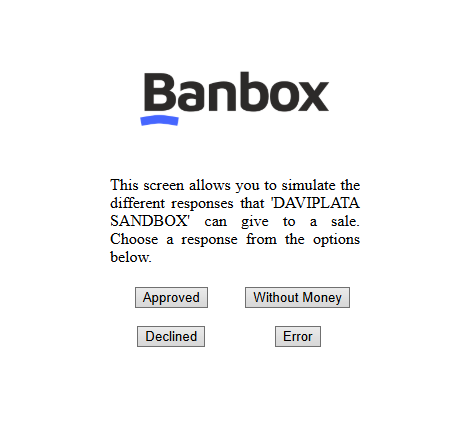 Banbox
This screen allows you to simulate the
different responses that 'DAVIPLATA
SANDBOX' can give to a sale.
Choose a response from the options
below.
Approved Without Money
Declined Error